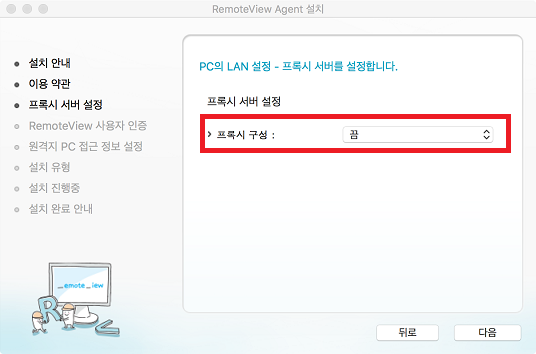 RemoteView Agent 설치
설치 안내
이용 약관
프록시 서버 설정
RemoteView 사용자 인증
원격지 PC 접근 정보 설정
설치 유형
설치 진행중
설치 완료 안내
PC의 LAN 설정 - 프록시 서버를 설정합니다.
프록시 서버 설정
› 프록시 구성 :
끔
_emote _iew
R
V
뒤로
다음